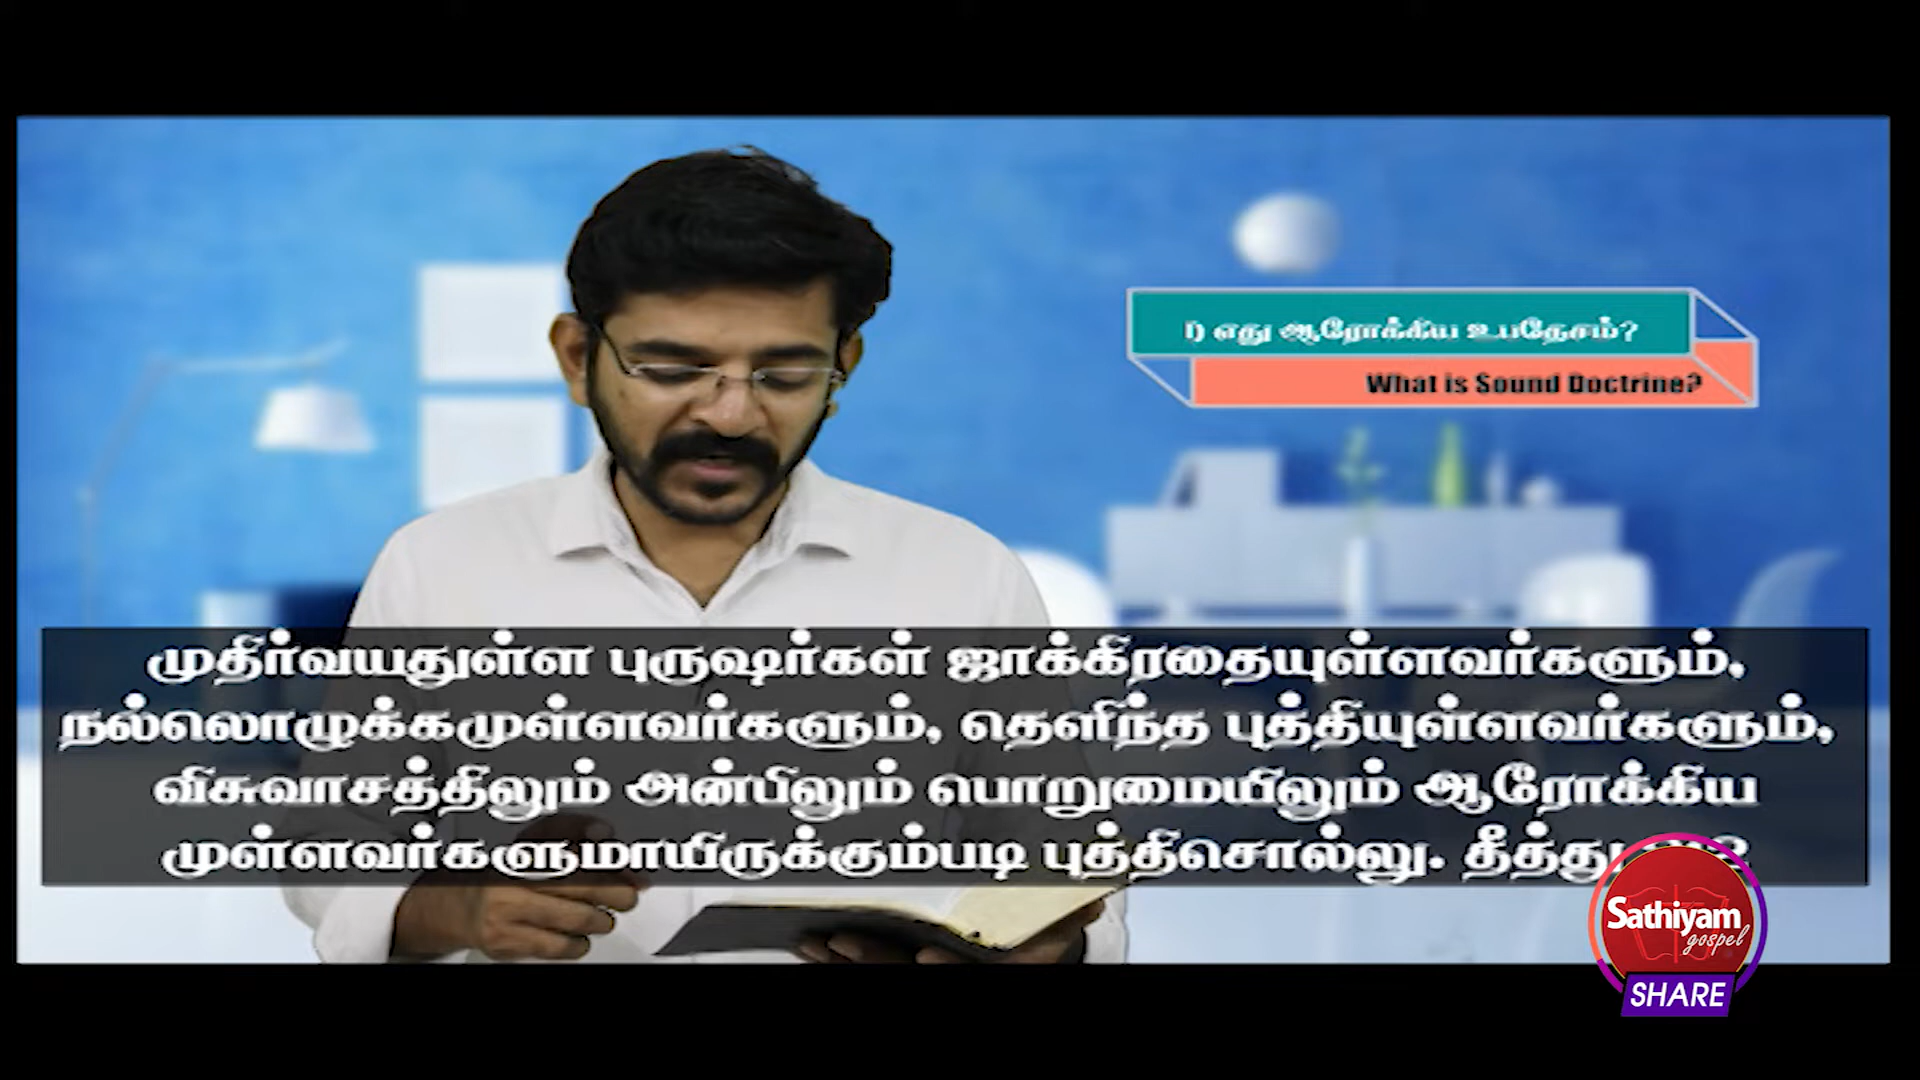 1) எது ஆரோக்கிய உபதேசம்?
What is Sound Doctrine?
முதிர்வயதுள்ள புருஷர்கள் ஜாக்கிரதையுள்ளவர்களும்,
நல்லொழுக்கமுள்ளவர்களும், தெளிந்த புத்தியுள்ளவர்களும்,
விசுவாசத்திலும் அன்பிலும் பொறுமையிலும் ஆரோக்கிய
முள்ளவர்களுமாயிருக்கும்படி புத்திசொல்லு. தீத்து
Sathiyam
gospel
SHARE